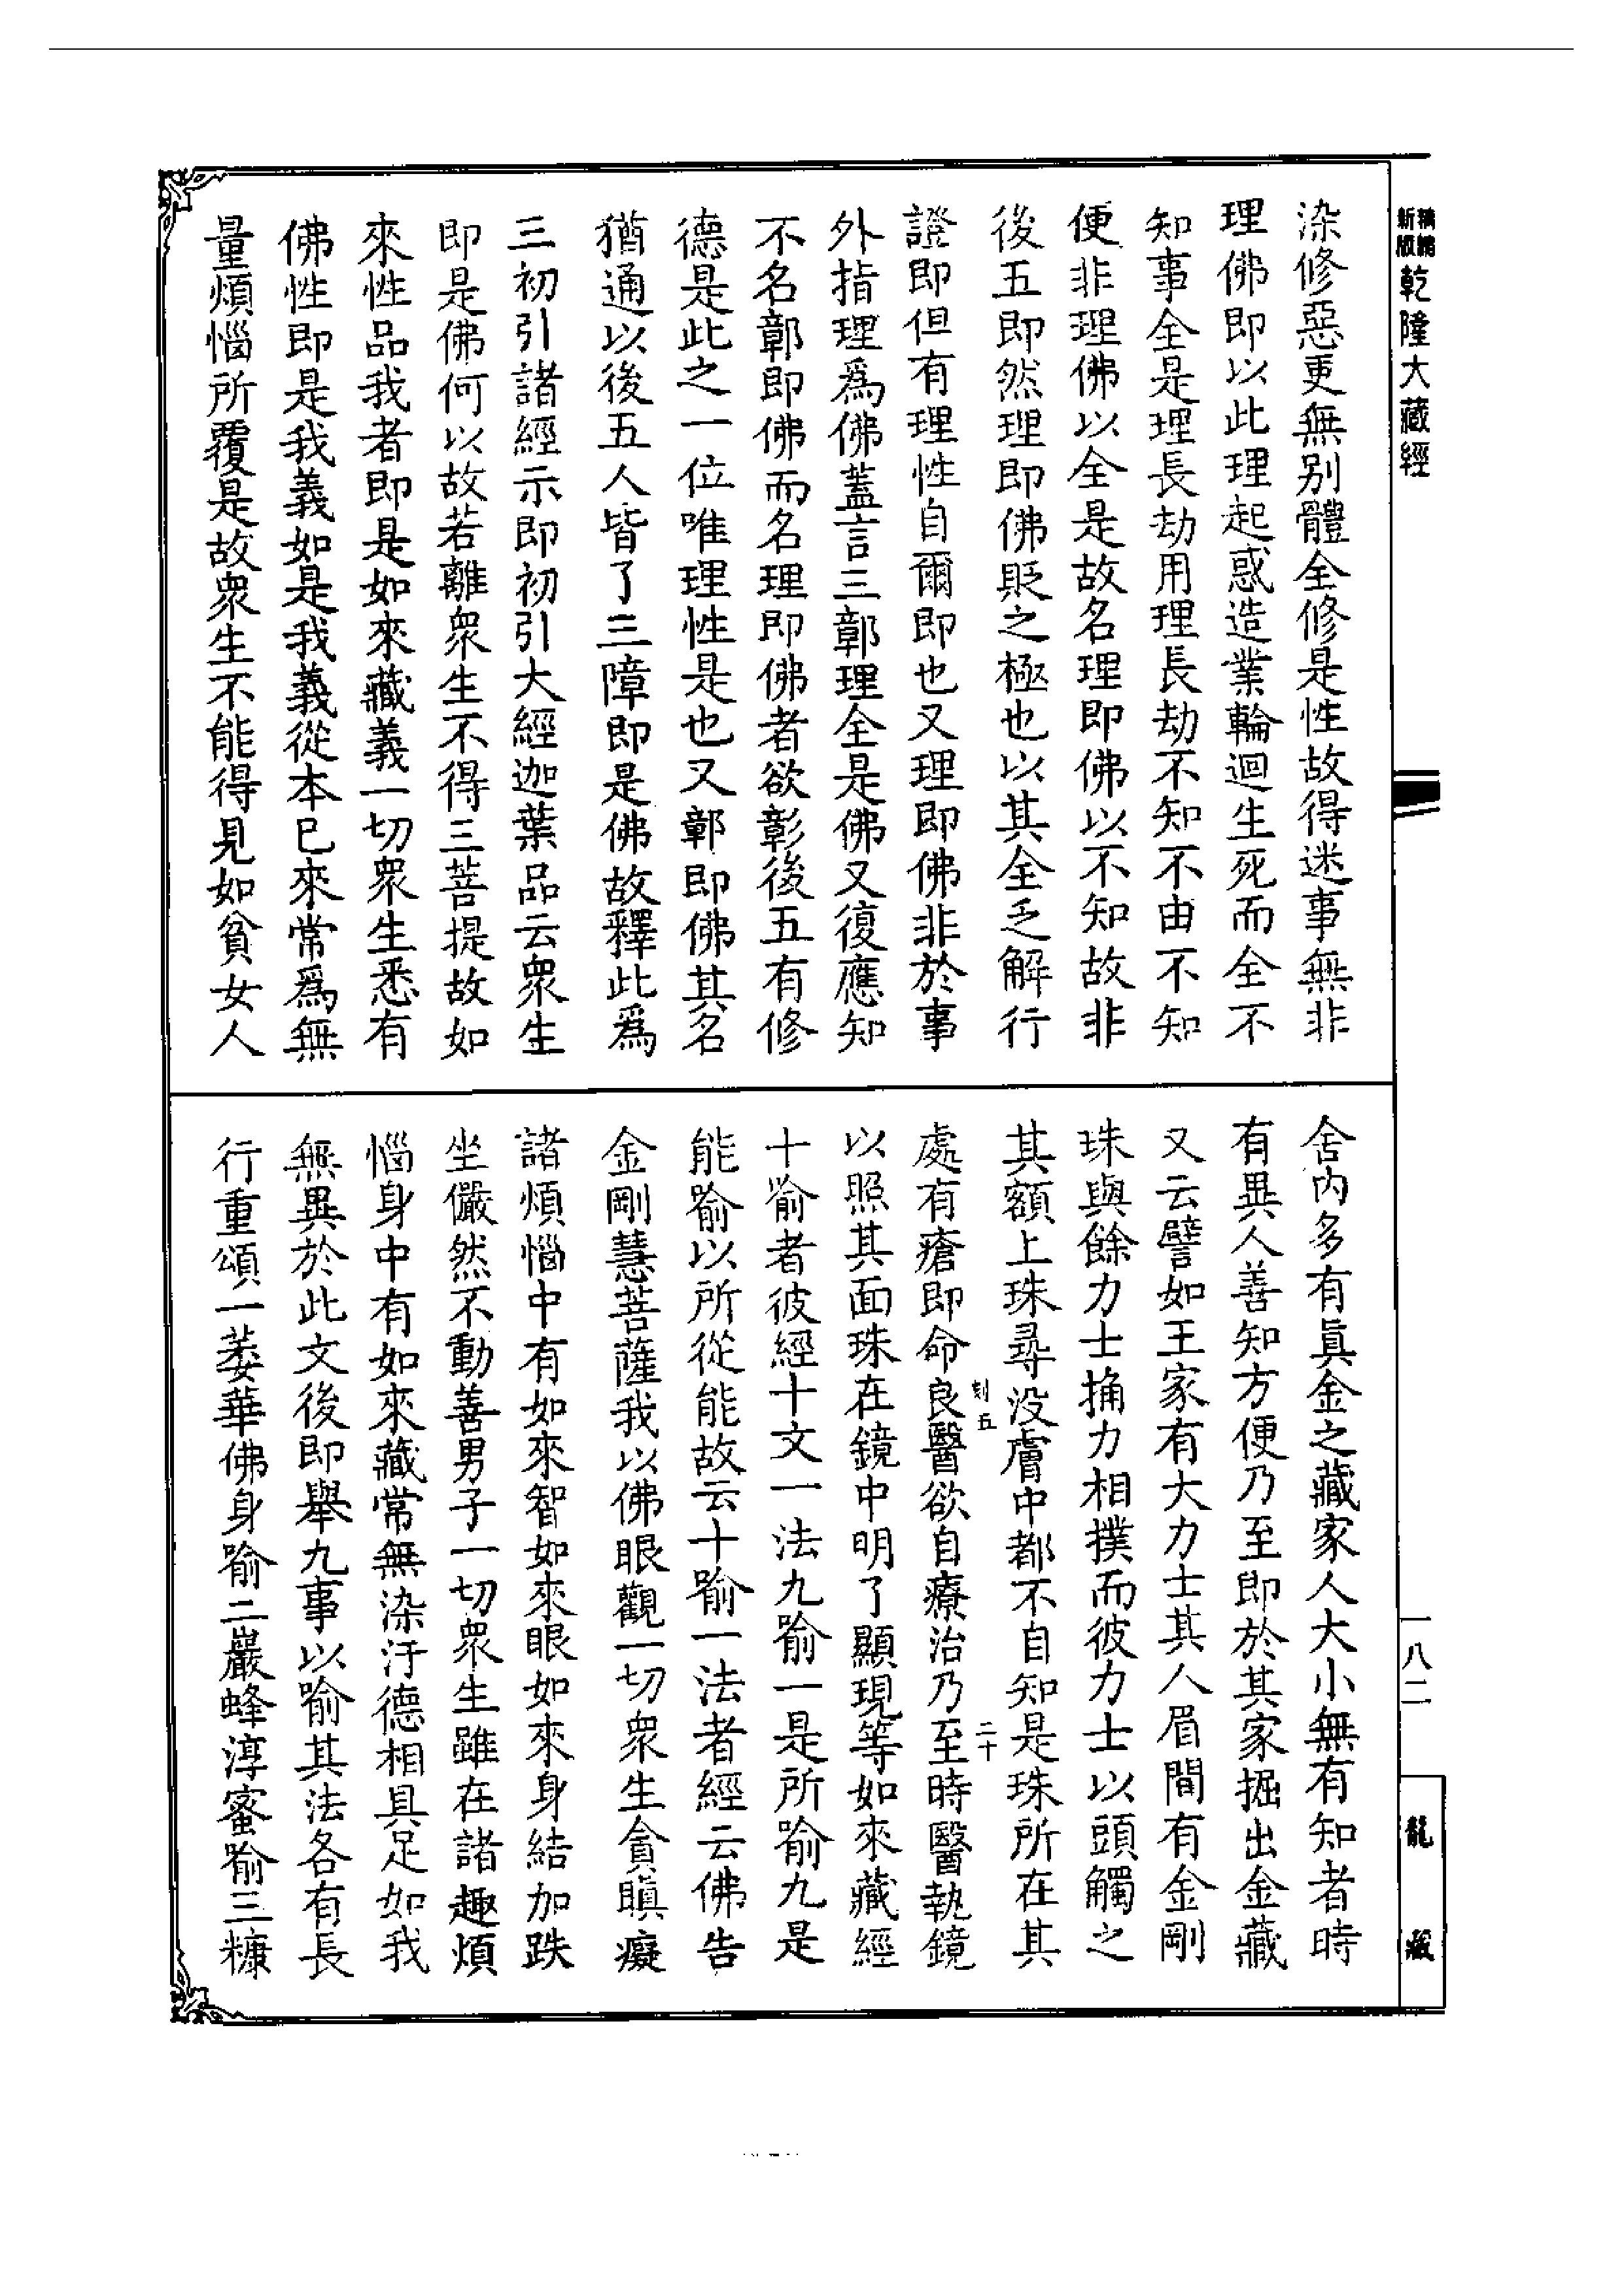 新版
精編
乾隆大藏經
染修惡更無別體全修是性故得迷事無非
理佛即以此理起惑造業輪迴生死而全不
知事全是理長劫用理長劫不知不由不知
便非理佛以全是故名理即佛以不知故非
後五即然理即佛貶之極也以其全乏解行
證即但有理性自爾即也又理即佛非於事
外指理爲佛蓋言三鄣理全是佛又復應知
不名鄣即佛而名理即佛者欲彰後五有修
德是此之一位唯理性是也又鄣即佛其名
猶通以後五人皆了三障即是佛故釋此爲
三初引諸經示即初引大經迦葉品云衆生
即是佛何以故若離衆生不得三菩提故如
來性品我者即是如來藏義一切衆生悉有
佛性即是我義如是我義從本已來常爲無
量煩惱所覆是故衆生不能得見如貧女人
舍內多有眞金之藏家人大小無有知者時
有異人善知方便乃至即於其家掘出金藏
又云譬如王家有大力士其人眉間有金剛
珠與餘力士捔力相撲而彼力士以頭觸之
其額上珠尋没膚中都不自知是珠所在其
處有瘡即命良醫欲自療治乃至時醫執鏡
刻五
二十
以照其面珠在鏡中明了顯現等如來藏經
十喻者彼經十文一法九喻一是所喻九是
能喻以所從能故云十喻一法者經云佛告
金剛慧菩薩我以佛眼觀一切衆生貪瞋癡
諸煩惱中有如來智如來眼如來身結加趺
坐儼然不動善男子一切衆生雖在諸趣煩
惱身中有如來藏常無染汙德相具足如我
無異於此文後即舉九事以喻其法各有長
行重頌一萎華佛身喻二巖蜂淳蜜喻三糠
一八二
龍
藏